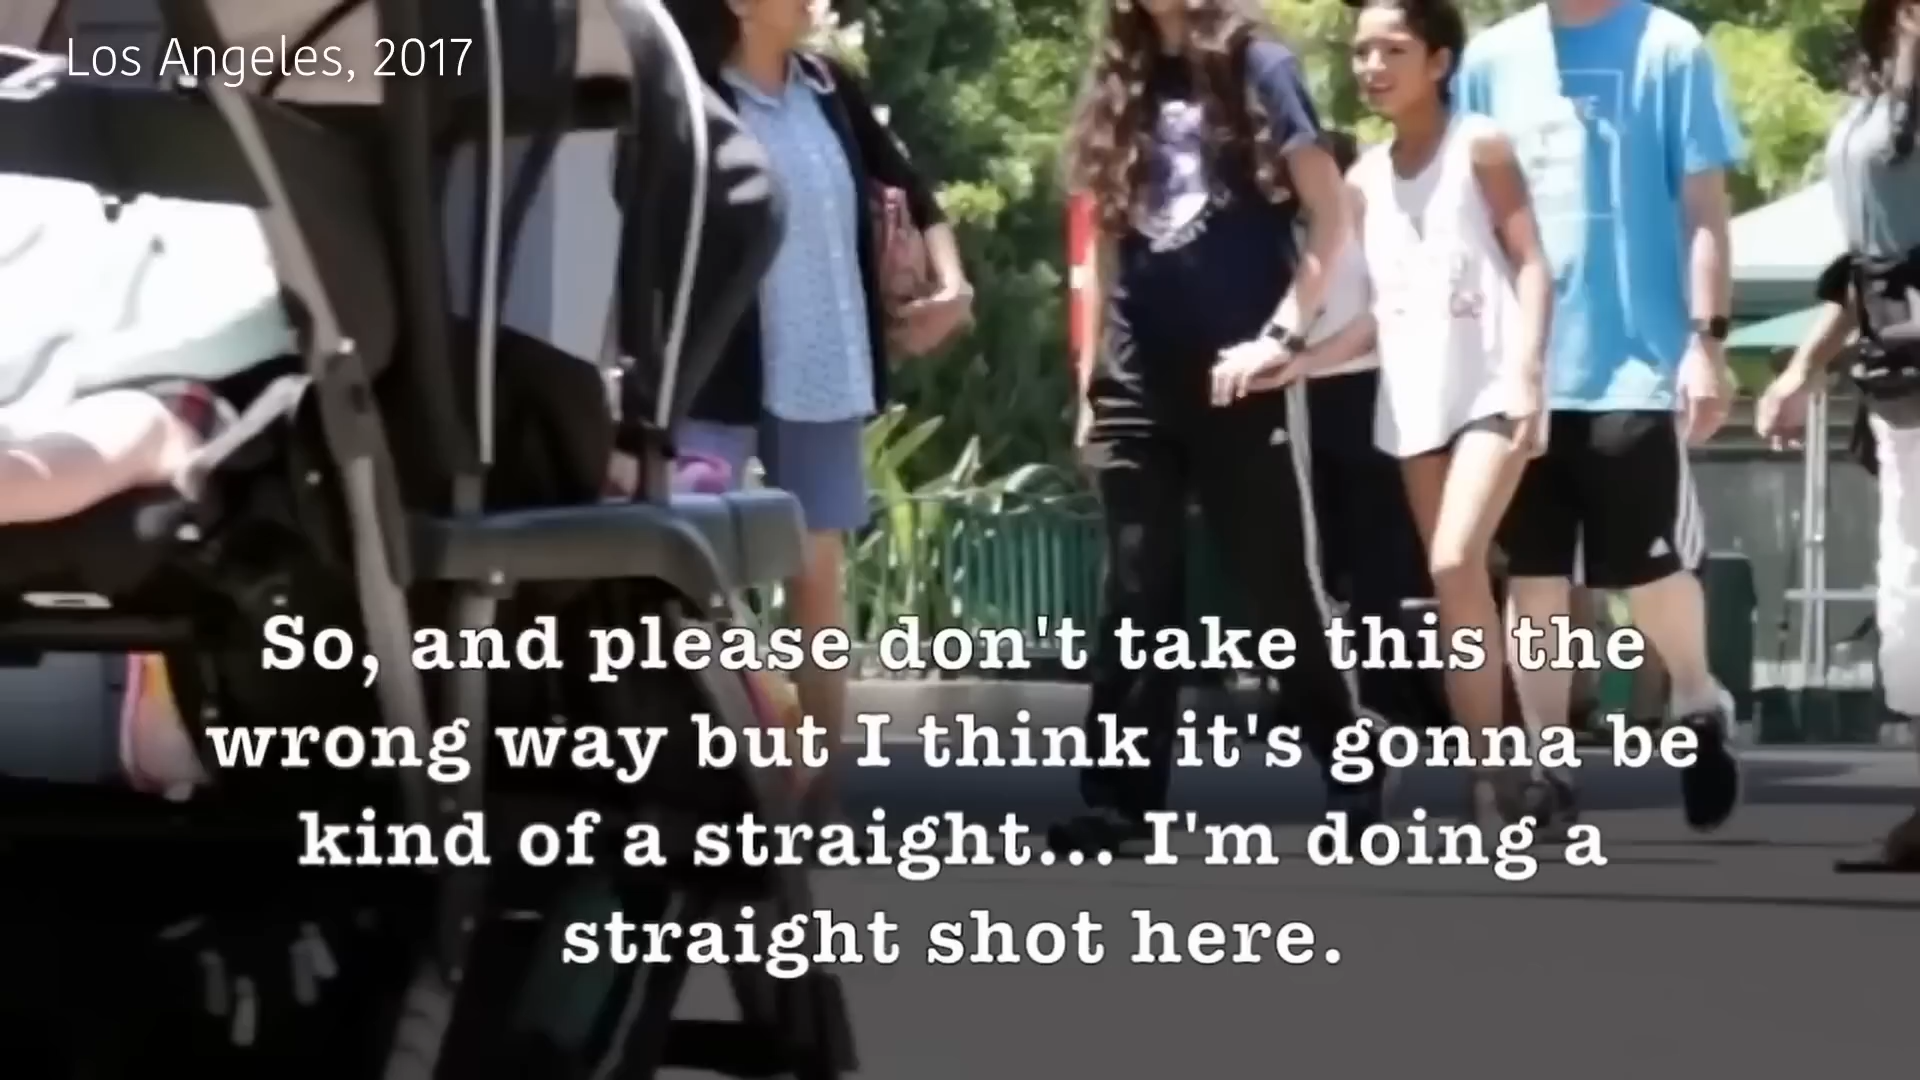 Los Angeles, 2017
So, and please don't take this the
wrong way but I think it's gonna be
kind of a straight... I'm doing a
straight shot here.